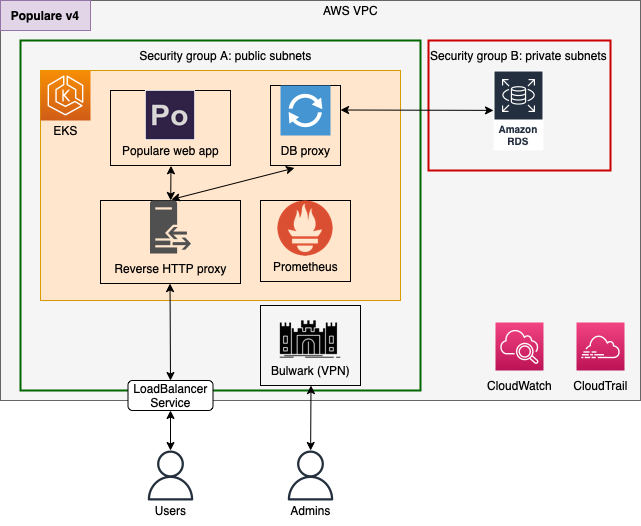 Populare v4
AWS VPC
Security group A: public subnets
Security group B: private subnets
EKS
Po
Populare web app
DB proxy
Amazon
RDS
Reverse HTTP proxy
Prometheus
Bulwark (VPN)
CloudWatch
CloudTrail
LoadBalancer
Service
Users
Admins